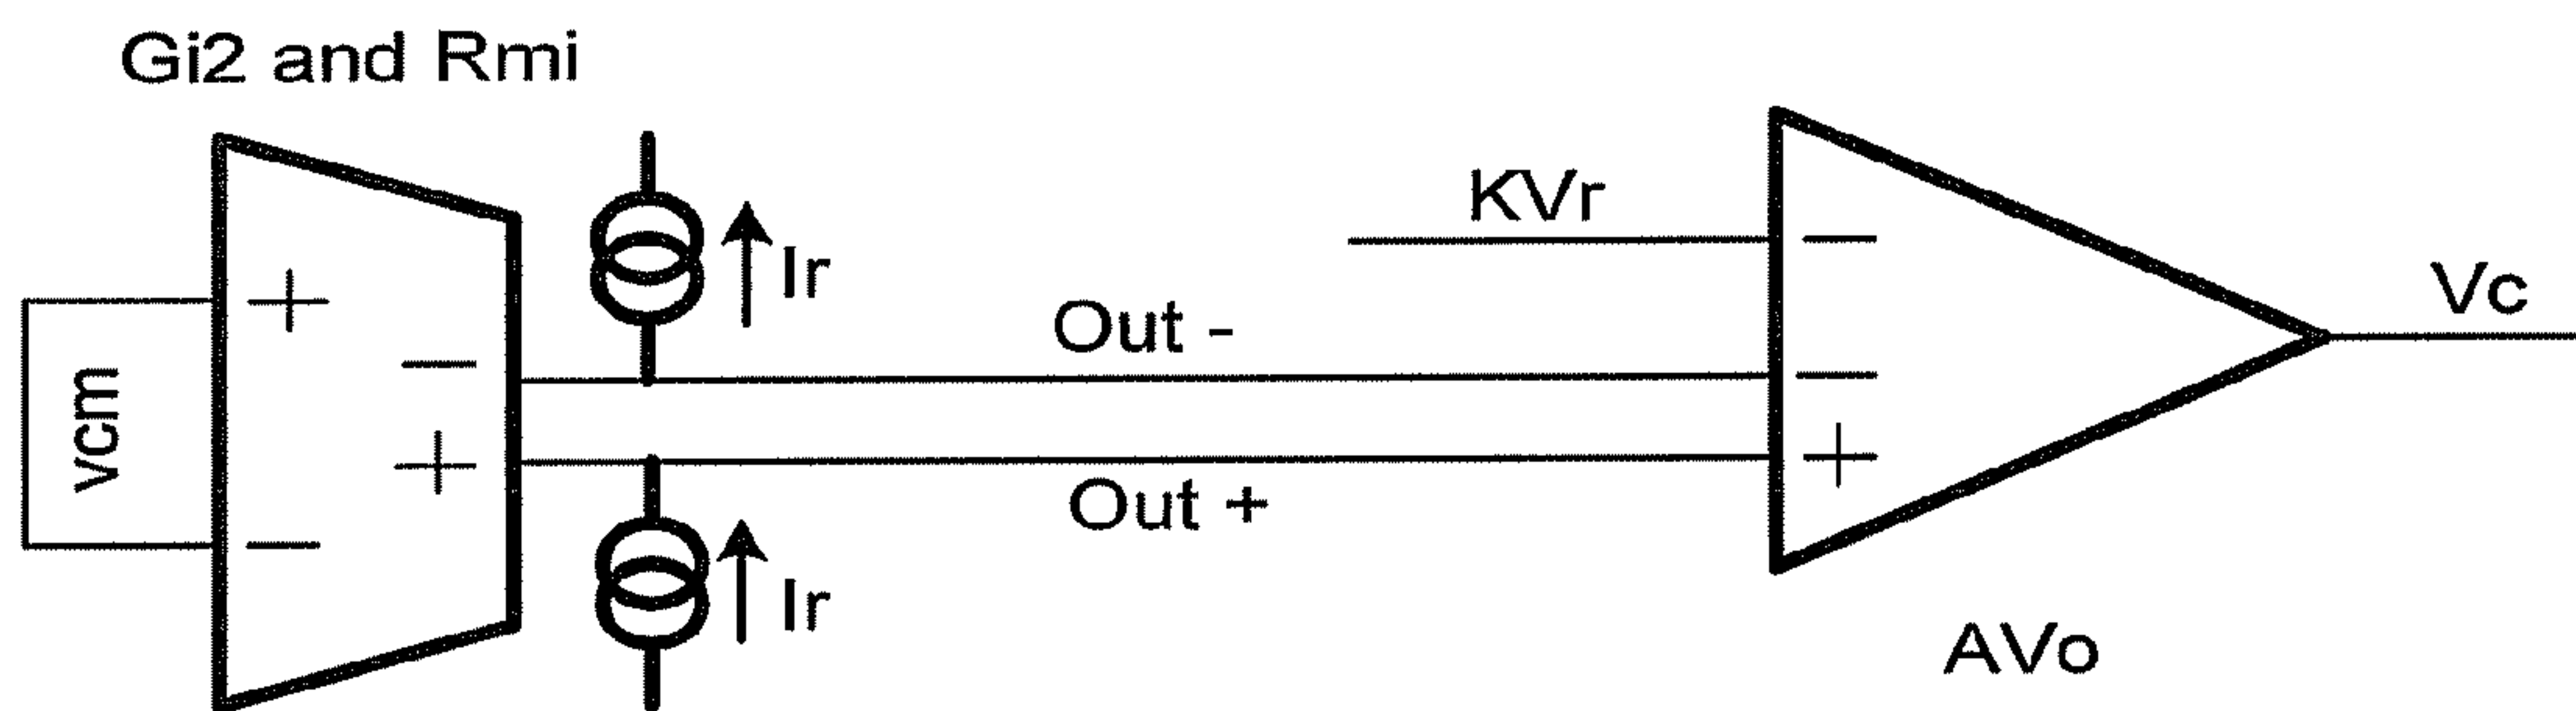 Gi2 and Rmi
+
-
-
+
vcm
Ir
Ir
Out -
Out +
KVr
-
-
+
Vc
AVo